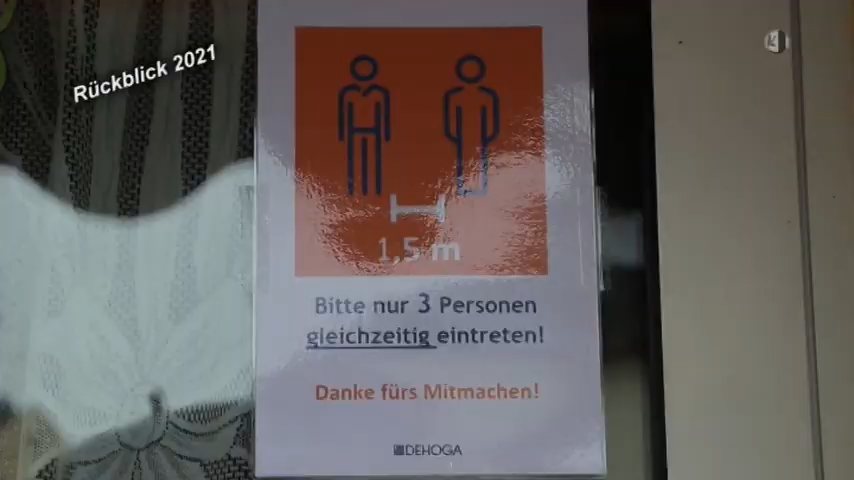 Rückblick 2021
1,5 m
Bitte nur 3 Personen
gleichzeitig eintreten!
Danke fürs Mitmachen!
DEHOGA